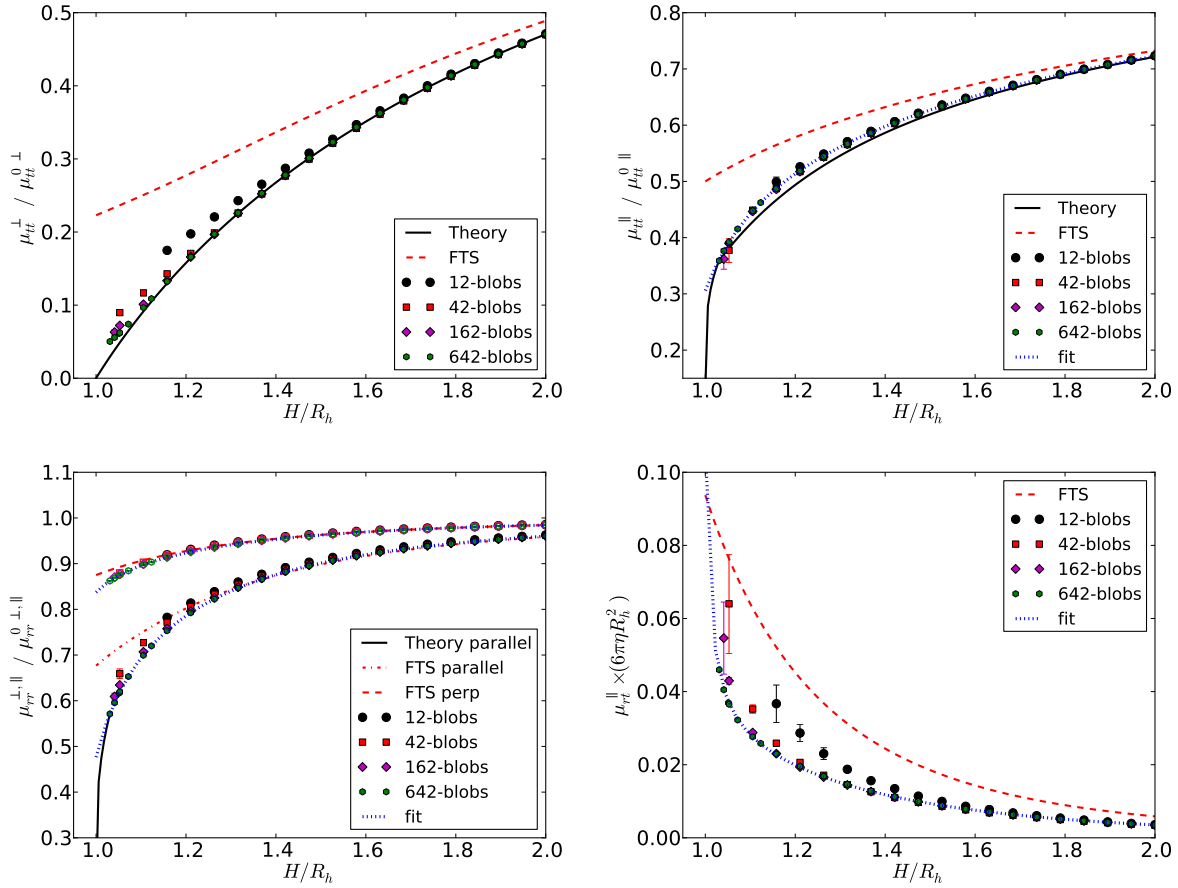 0.5
0.4
0.3
0.2
0.1
0.0
μ_tt^⊥ / μ_tt^{0 ⊥}
Theory
FTS
12-blobs
42-blobs
162-blobs
642-blobs
1.0 1.2 1.4 1.6 1.8 2.0
H/R_h
0.7
0.6
0.5
0.4
0.3
0.2
μ_tt^∥ / μ_tt^{0 ∥}
Theory
FTS
12-blobs
42-blobs
162-blobs
642-blobs
fit
1.0 1.2 1.4 1.6 1.8 2.0
H/R_h
1.1
1.0
0.9
0.8
0.7
0.6
0.5
0.4
0.3
μ_rr^{⊥,∥} / μ_rr^{0 ⊥,∥}
Theory parallel
FTS parallel
FTS perp
12-blobs
42-blobs
162-blobs
642-blobs
fit
1.0 1.2 1.4 1.6 1.8 2.0
H/R_h
0.10
0.08
0.06
0.04
0.02
0.00
μ_rt^∥ ×(6πηR_h^2)
FTS
12-blobs
42-blobs
162-blobs
642-blobs
fit
1.0 1.2 1.4 1.6 1.8 2.0
H/R_h